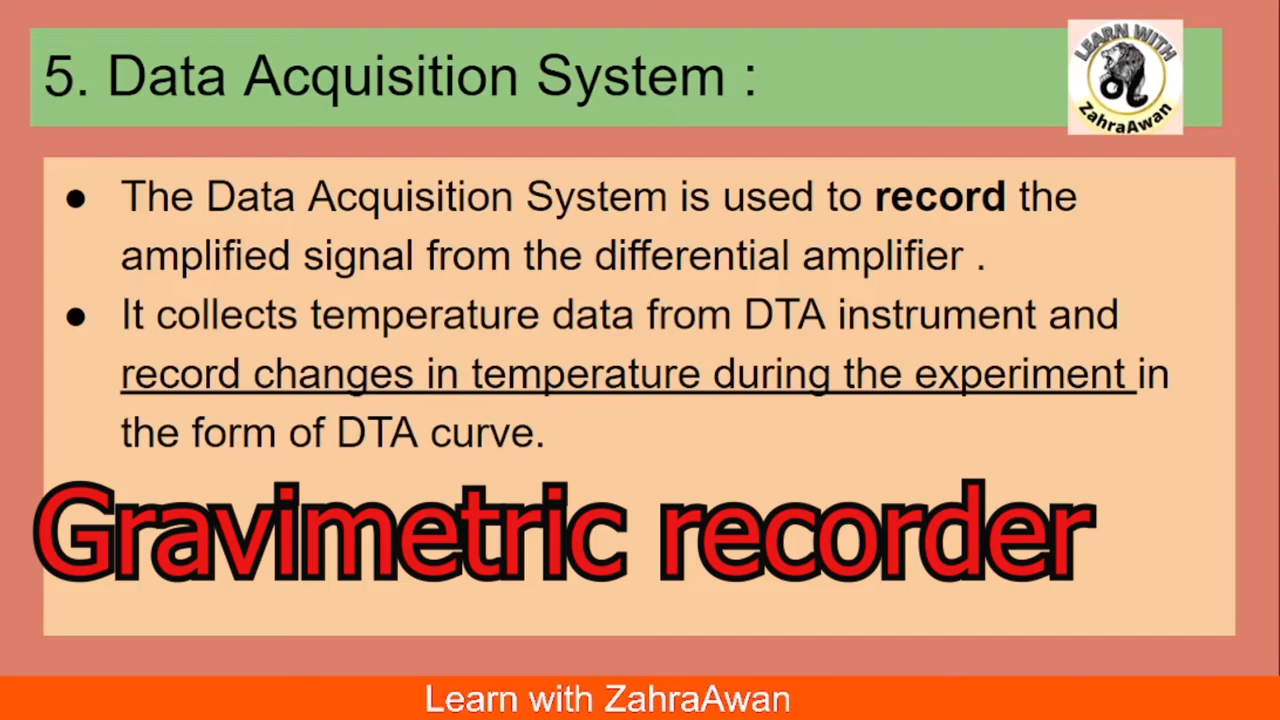 5. Data Acquisition System :
LEARN WITH
ZahraAwan
● The Data Acquisition System is used to record the
amplified signal from the differential amplifier .
● It collects temperature data from DTA instrument and
record changes in temperature during the experiment in
the form of DTA curve.
Gravimetric recorder
Learn with ZahraAwan